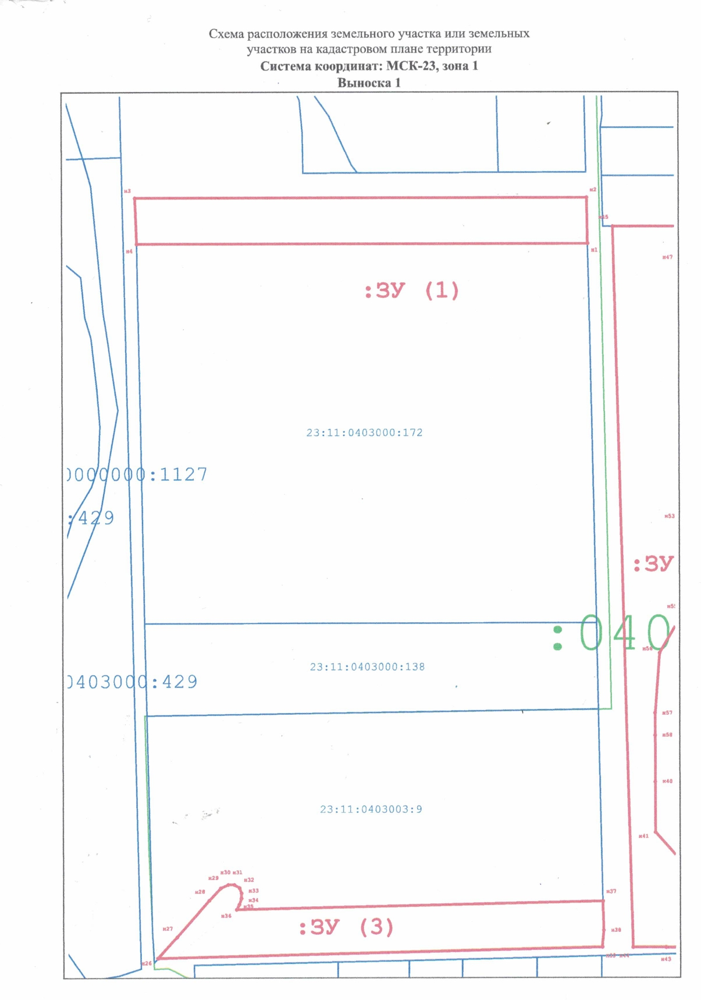 Схема расположения земельного участка или земельных
участков на кадастровом плане территории
Система координат: МСК-23, зона 1
Выноска 1
н3
н2
н4
н1
н47
:ЗУ (1)
23:11:0403000:172
0000000:1127
:429
н53
:ЗУ
:040
н56
23:11:0403000:138
0403000:429
н57
н58
н40
23:11:0403003:9
н41
н30 н31
н29
н32
н28
н33
н34
н35
н36
н37
:ЗУ (3)
н27
н38
н26
н43